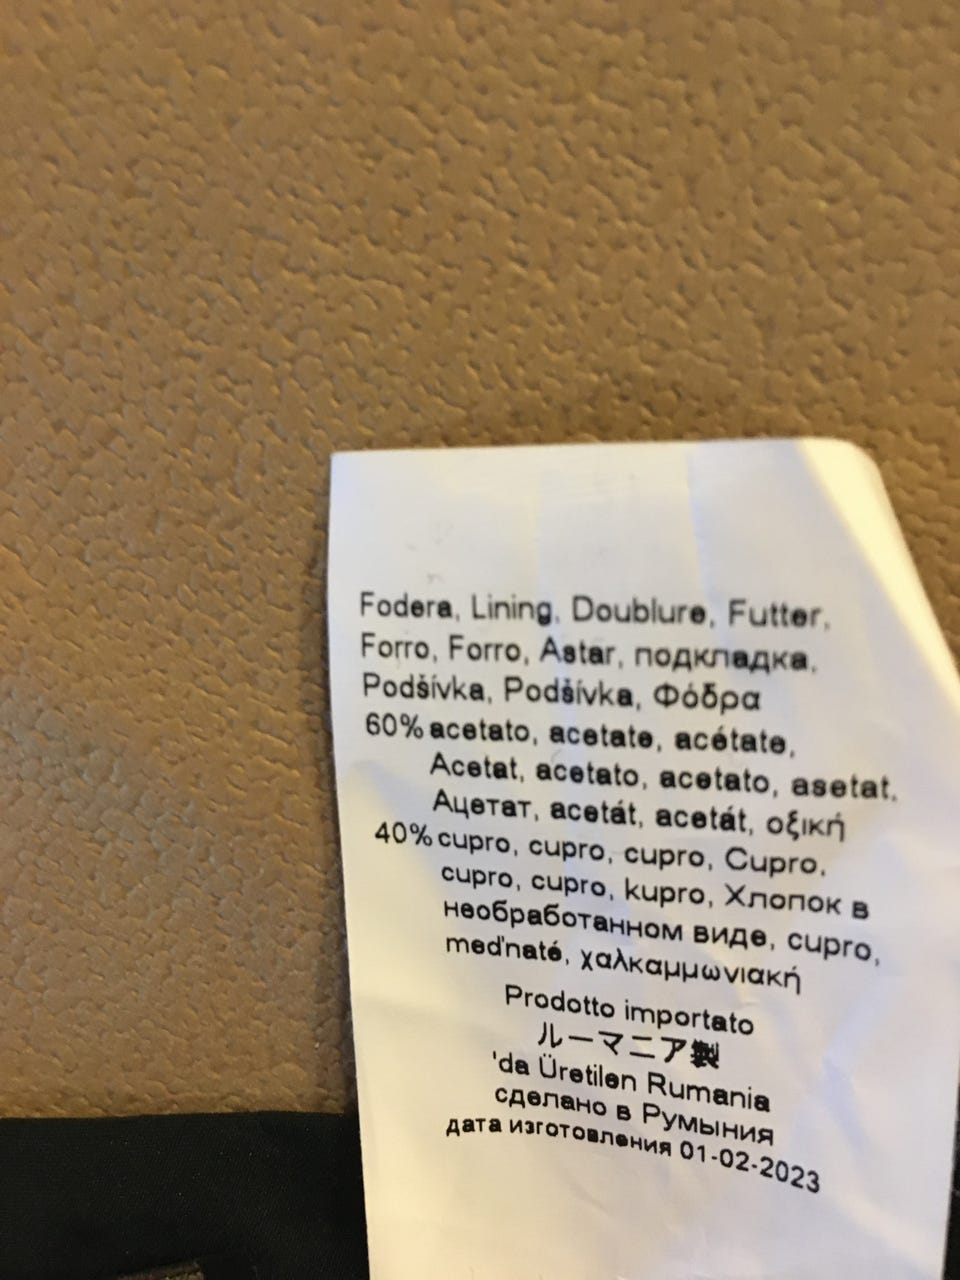 Fodera, Lining, Doublure, Futter,
Forro, Forro, Astar, подкладка,
Podšívka, Podšívka, Φόδρα
60% acetato, acetate, acétate,
Acetat, acetato, acetato, asetat,
Ацетат, acetát, acetát, οξική
40% cupro, cupro, cupro, Cupro,
cupro, cupro, kupro, Хлопок в
необработанном виде, cupro,
meďnaté, χαλκαμμωνιακή
Prodotto importato
ルーマニア製
'da Üretilen Rumania
сделано в Румыния
дата изготовления 01-02-2023